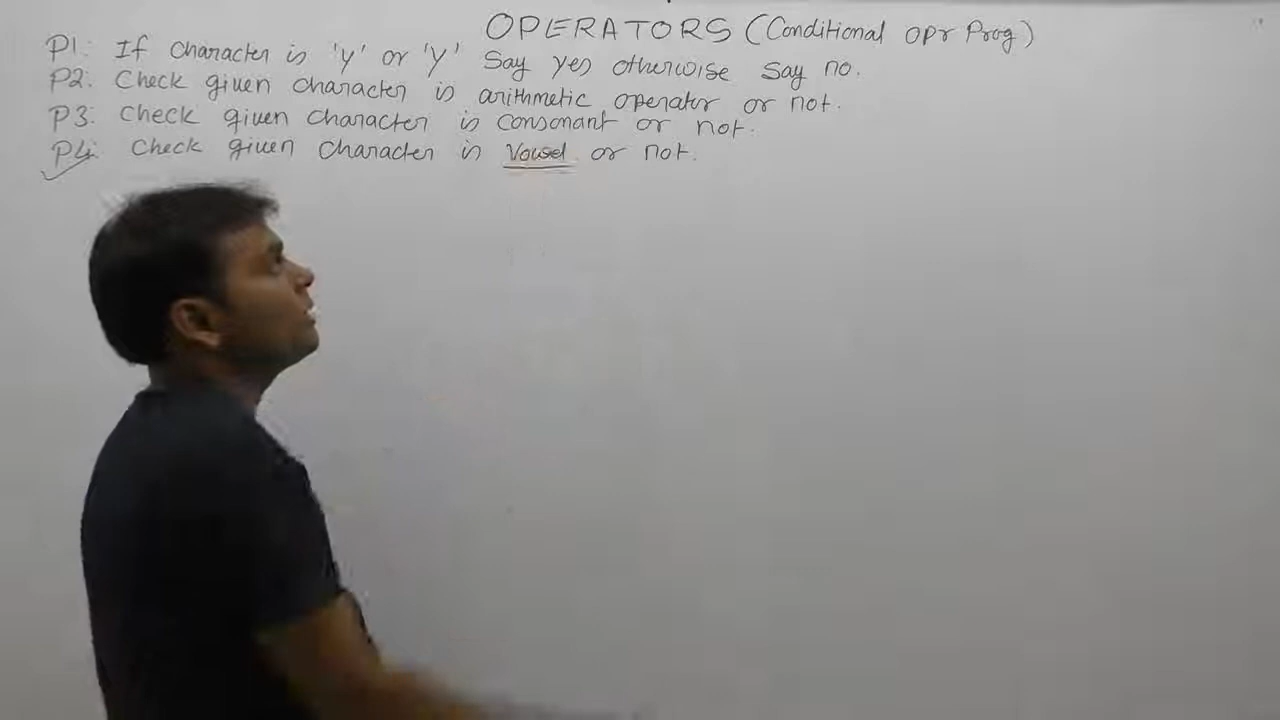 OPERATORS (Conditional opr Prog)
P1: If character is 'y' or 'Y' Say yes otherwise Say no.
P2: Check given character is arithmetic operator or not.
P3: Check given character is consonant or not.
P4: Check given character is Vowel or not.